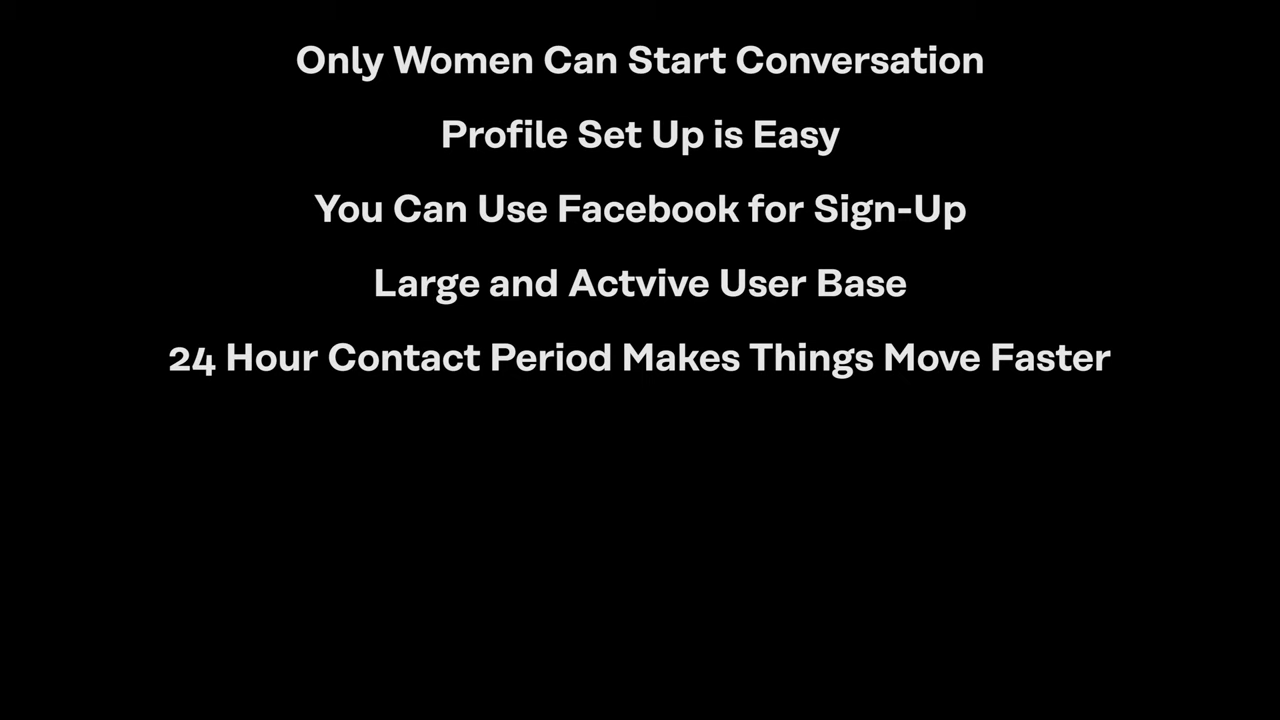 Only Women Can Start Conversation
Profile Set Up is Easy
You Can Use Facebook for Sign-Up
Large and Actvive User Base
24 Hour Contact Period Makes Things Move Faster